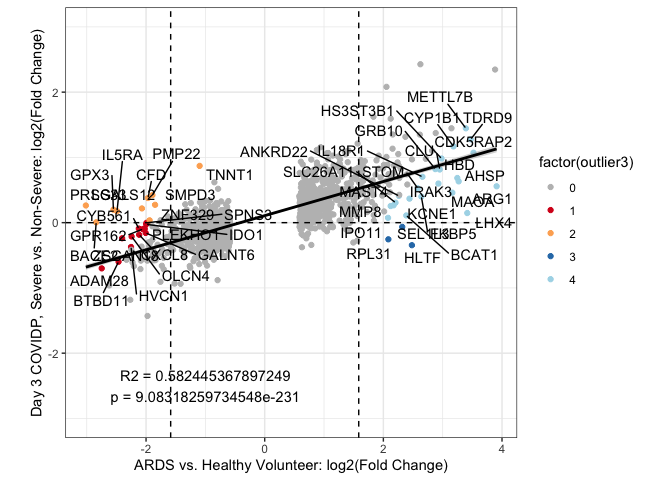 METTL7B
HS3ST3B1
CYP1B1
TDRD9
GRB10
CDK5RAP2
IL5RA
PMP22
ANKRD22
IL18R1
CLU
HBD
GPX3
CFD
TNNT1
SLC26A11
STOM
AHSP
SMPD3
MAST4
IRAK3
ARG1
CYB561
ZNF329
SPNS3
MMP8
KCNE1
LHX4
GPR162
PLEKHO1
IDO1
IPO11
FKBP5
CXCL8
GALNT6
RPL31
HLTF
BCAT1
ADAM28
OLCN4
BTBD11
HVCN1
R2 = 0.582445367897249
p = 9.08318259734548e-231
2
0
-2
-2
0
2
4
ARDS vs. Healthy Volunteer: log2(Fold Change)
Day 3 COVIDP, Severe vs. Non-Severe: log2(Fold Change)
factor(outlier3)
0
1
2
3
4